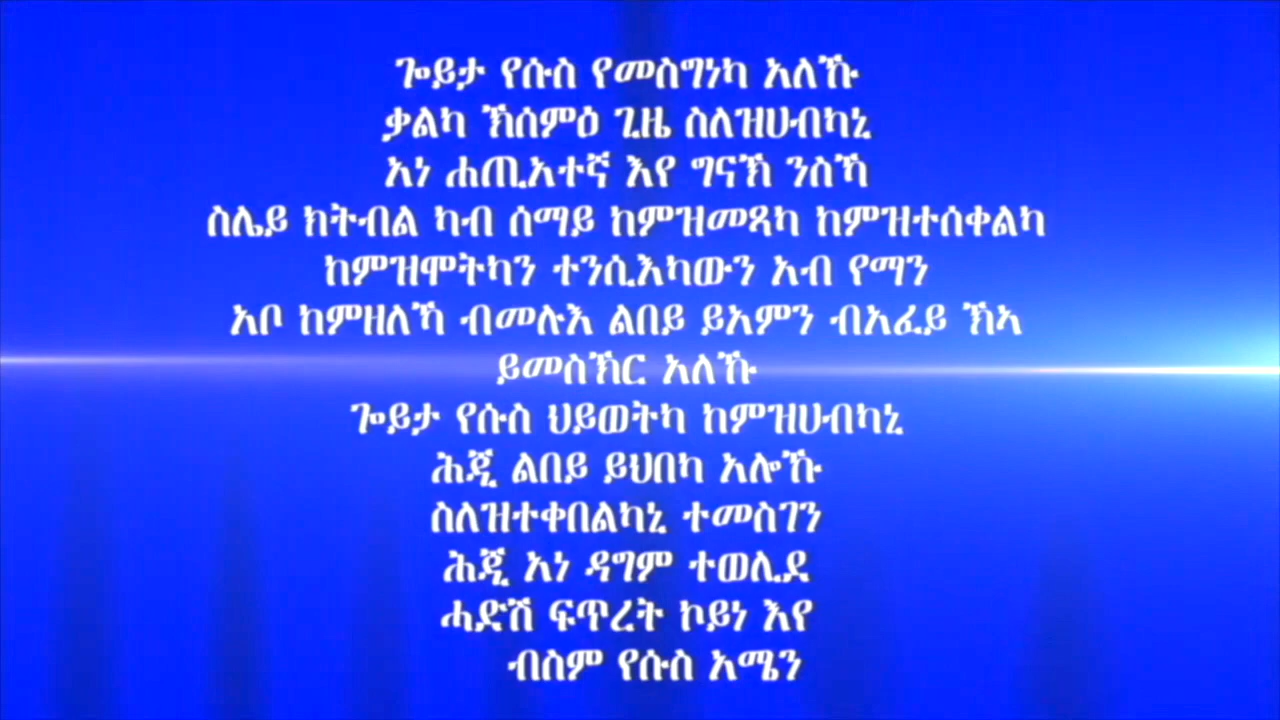 ጐይታ የሱስ የመስግነካ አለኹ
ቃልካ ኽሰምዕ ጊዜ ስለዝሀብካኒ
አነ ሐጢአተኛ እየ ግናኽ ንስኻ
ስሌይ ክትብል ካብ ሰማይ ከምዝመጻካ ከምዝተሰቀልካ
ከምዝሞትካን ተንሲእካውን አብ የማን
አቦ ከምዘለኻ ብመሉእ ልበይ ይአምን ብአፈይ ኽኣ
ይመስኽር አለኹ
ጐይታ የሱስ ህይወትካ ከምዝሀብካኒ
ሕጂ ልበይ ይህበካ አሎኹ
ስለዝተቀበልካኒ ተመስገን
ሕጂ አነ ዳግም ተወሊደ
ሓድሽ ፍጥረት ኮይነ እየ
ብስም የሱስ አሜን